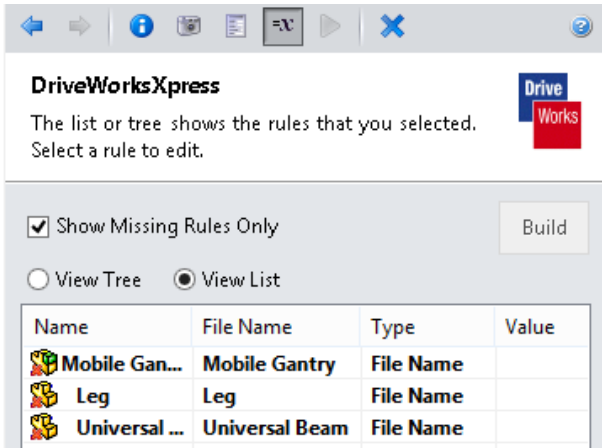 =x
DriveWorksXpress
Drive
Works
The list or tree shows the rules that you selected.
Select a rule to edit.
Show Missing Rules Only
Build
View Tree View List
Name File Name Type Value
Mobile Gan... Mobile Gantry File Name
Leg Leg File Name
Universal ... Universal Beam File Name